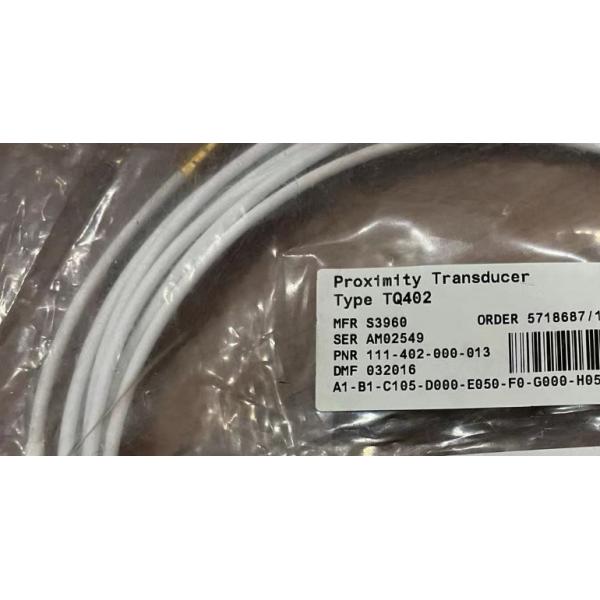 Proximity Transducer
Type TQ402
MFR S3960 ORDER 5718687/1
SER AM02549
PNR 111-402-000-013
DMF 032016
A1-B1-C105-D000-E050-F0-G000-H05